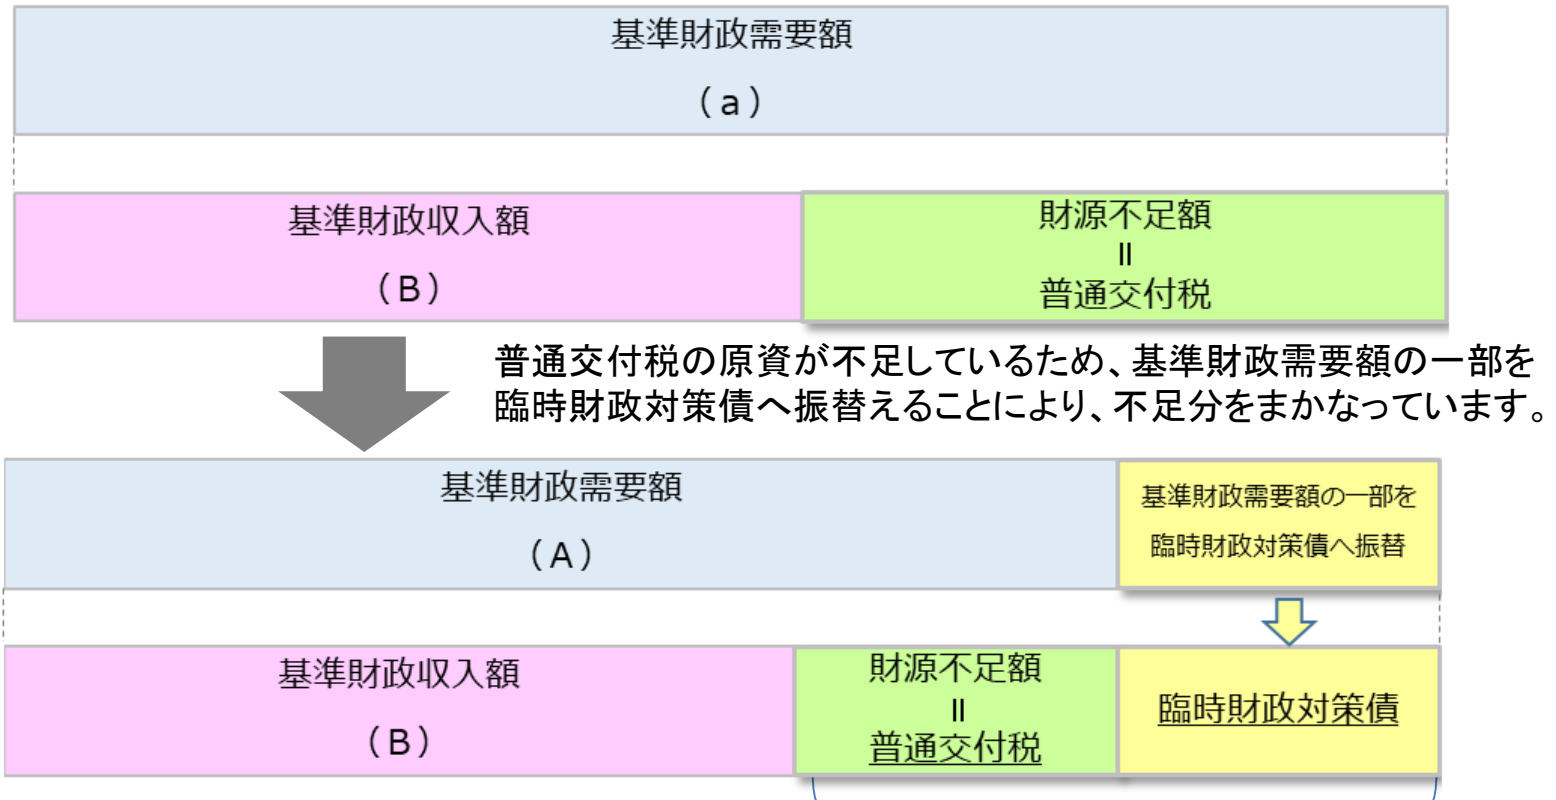 基準財政需要額
(a)
基準財政収入額
(B)
財源不足額
=
普通交付税
普通交付税の原資が不足しているため、基準財政需要額の一部を
臨時財政対策債へ振替えることにより、不足分をまかなっています。
基準財政需要額
(A)
基準財政需要額の一部を
臨時財政対策債へ振替
基準財政収入額
(B)
財源不足額
=
普通交付税
臨時財政対策債